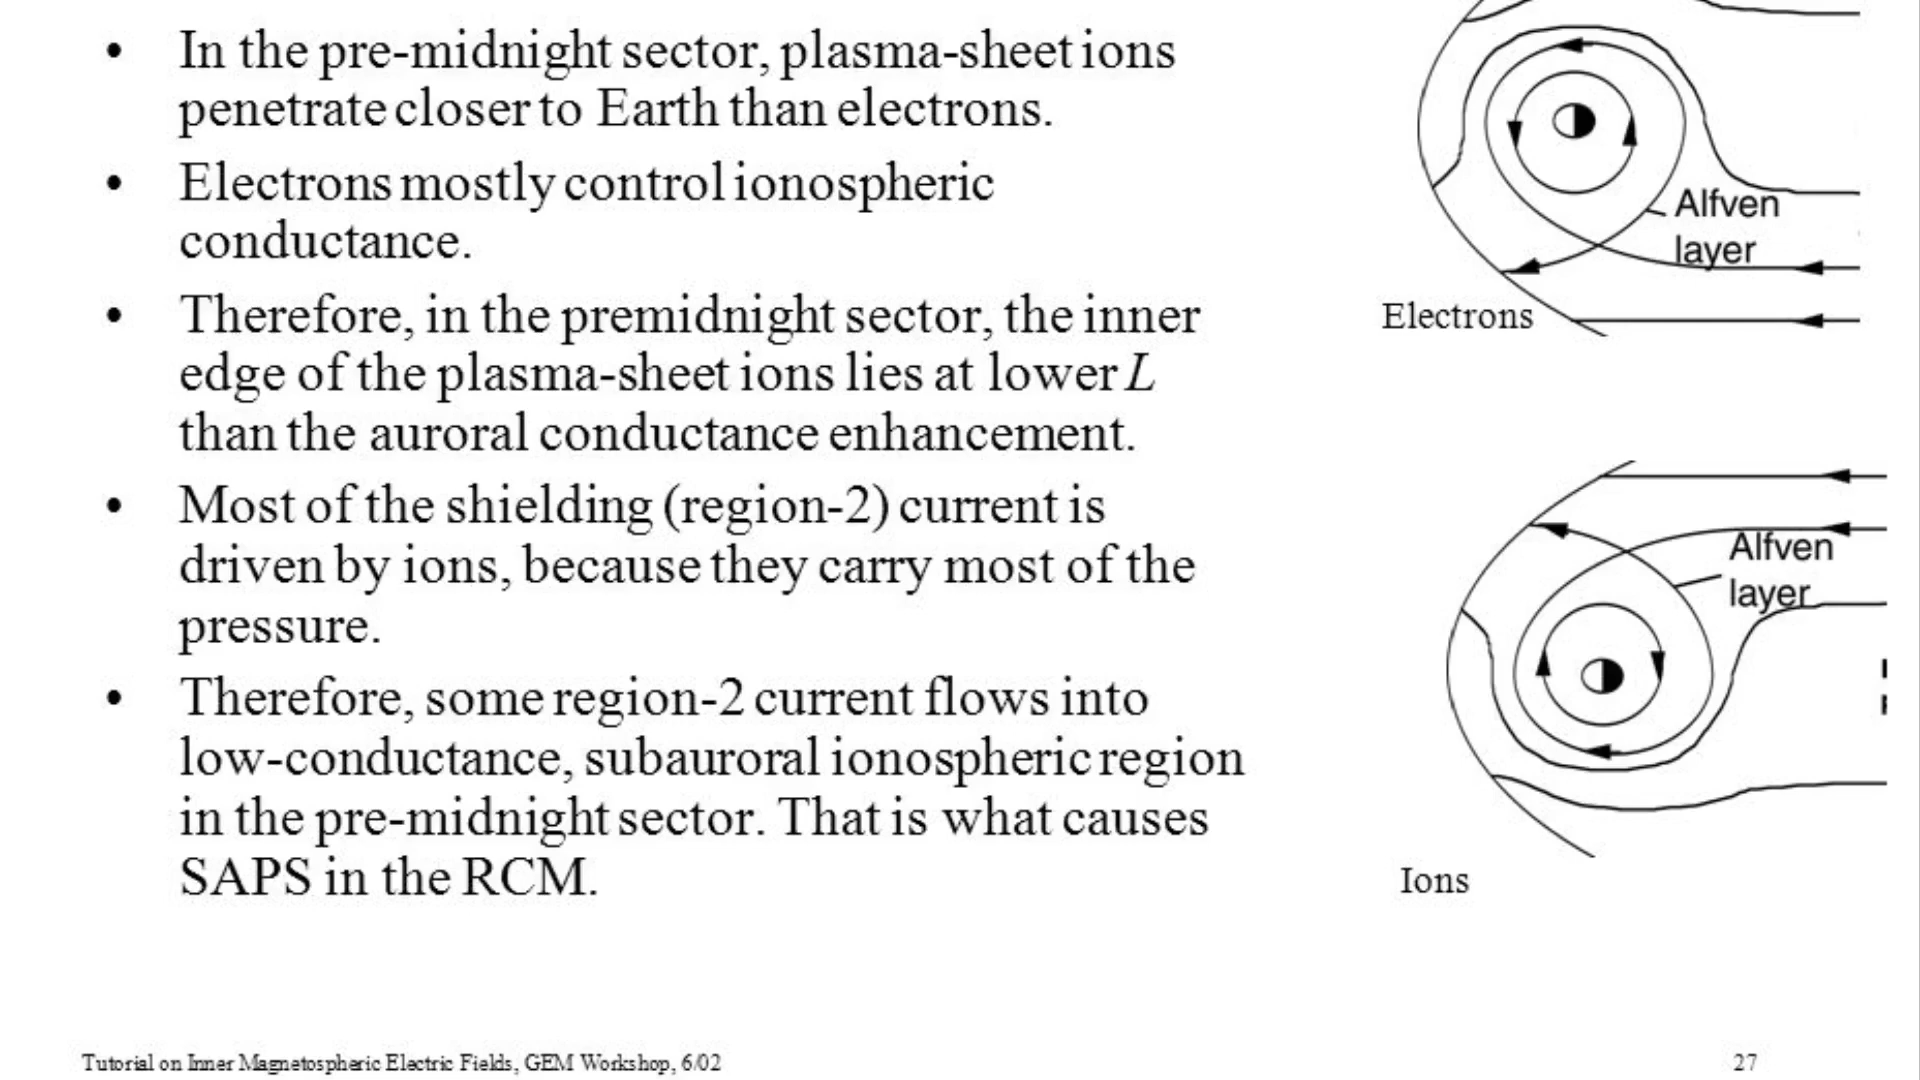 • In the pre-midnight sector, plasma-sheet ions
penetrate closer to Earth than electrons.
• Electrons mostly control ionospheric
conductance.
• Therefore, in the premidnight sector, the inner
edge of the plasma-sheet ions lies at lower L
than the auroral conductance enhancement.
• Most of the shielding (region-2) current is
driven by ions, because they carry most of the
pressure.
• Therefore, some region-2 current flows into
low-conductance, subauroral ionospheric region
in the pre-midnight sector. That is what causes
SAPS in the RCM.
Alfven
layer
Electrons
Alfven
layer
Ions
Tutorial on Inner Magnetospheric Electric Fields, GEM Workshop, 6/02
27